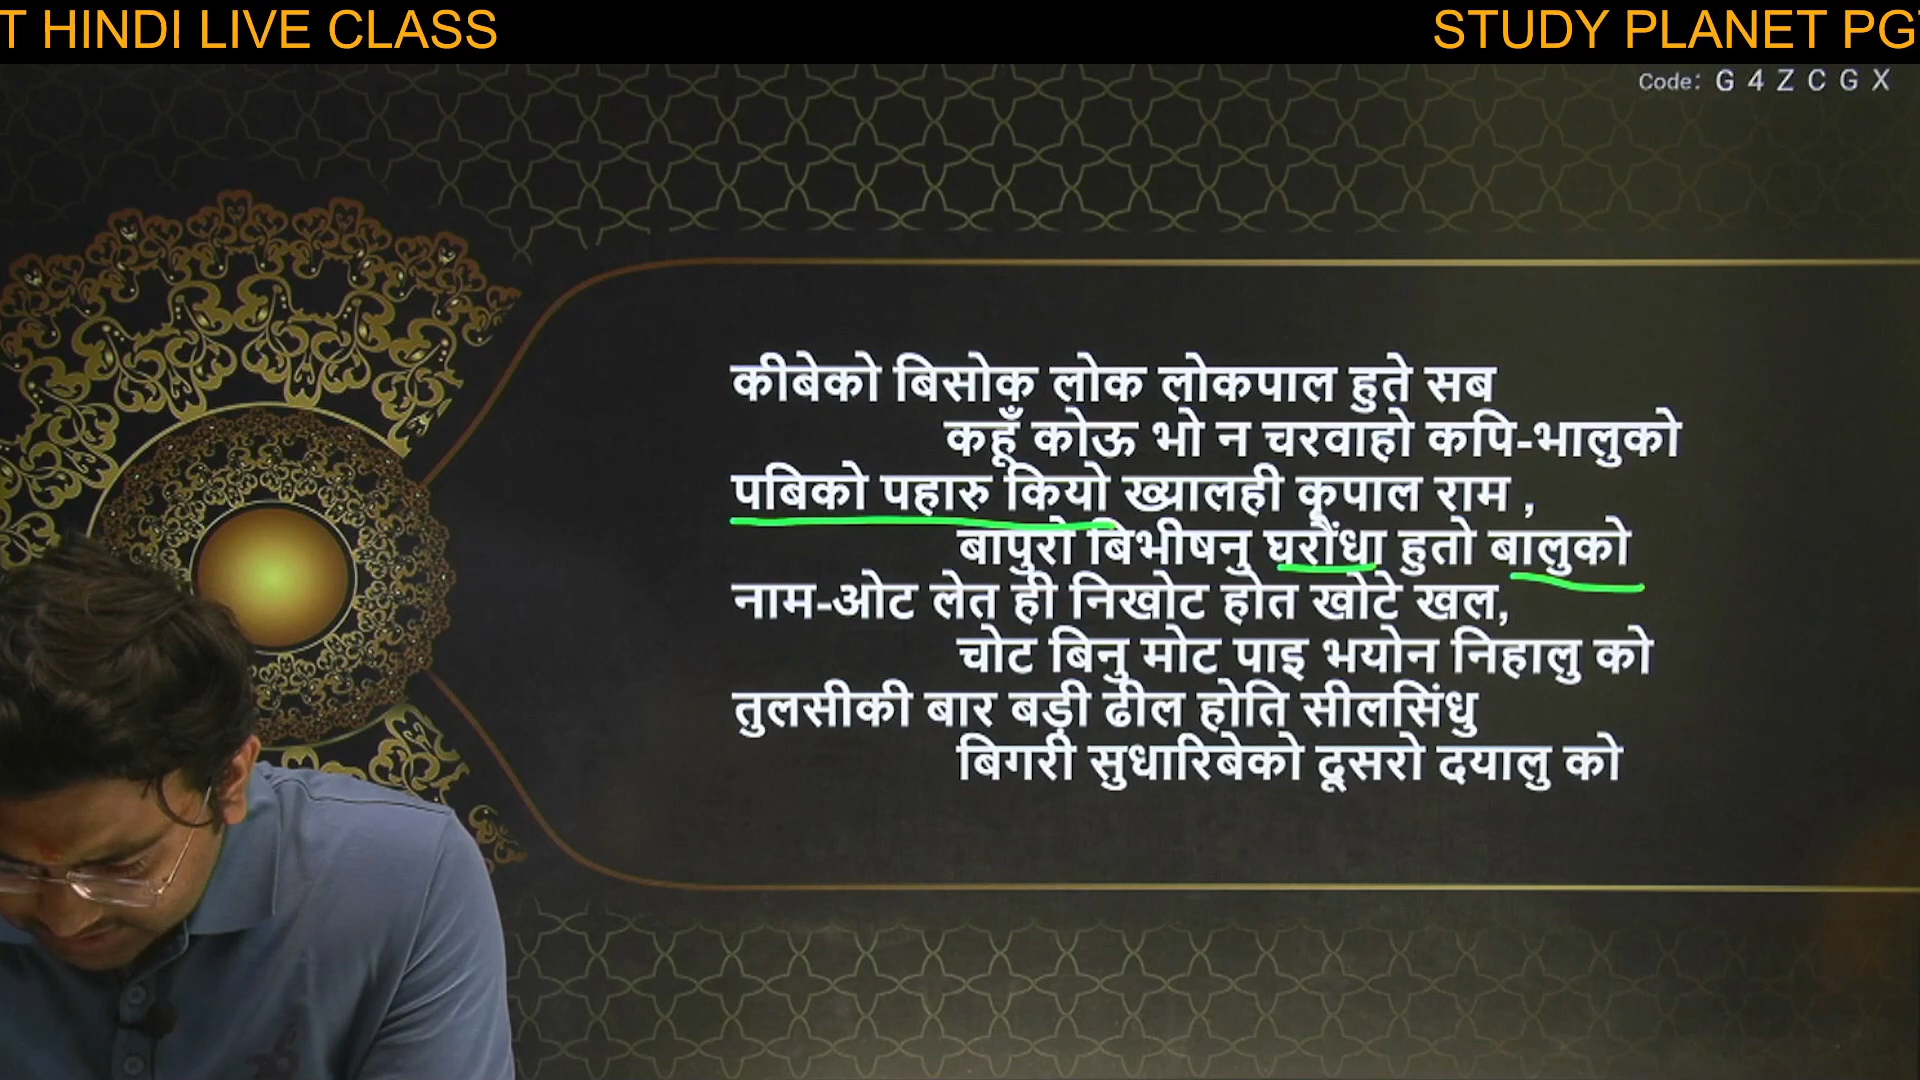 T HINDI LIVE CLASS
STUDY PLANET PG
Code: G 4 Z C G X
कीबेको बिसोक लोक लोकपाल हुते सब
कहूँ कोऊ भो न चरवाहो कपि-भालुको
पबिको पहारु कियो ख्यालही कृपाल राम ,
बापुरो बिभीषनु घरौंधा हुतो बालुको
नाम-ओट लेत ही निखोट होत खोटे खल,
चोट बिनु मोट पाइ भयोन निहालु को
तुलसीकी बार बड़ी ढील होति सीलसिंधु
बिगरी सुधारिबेको दूसरो दयालु को